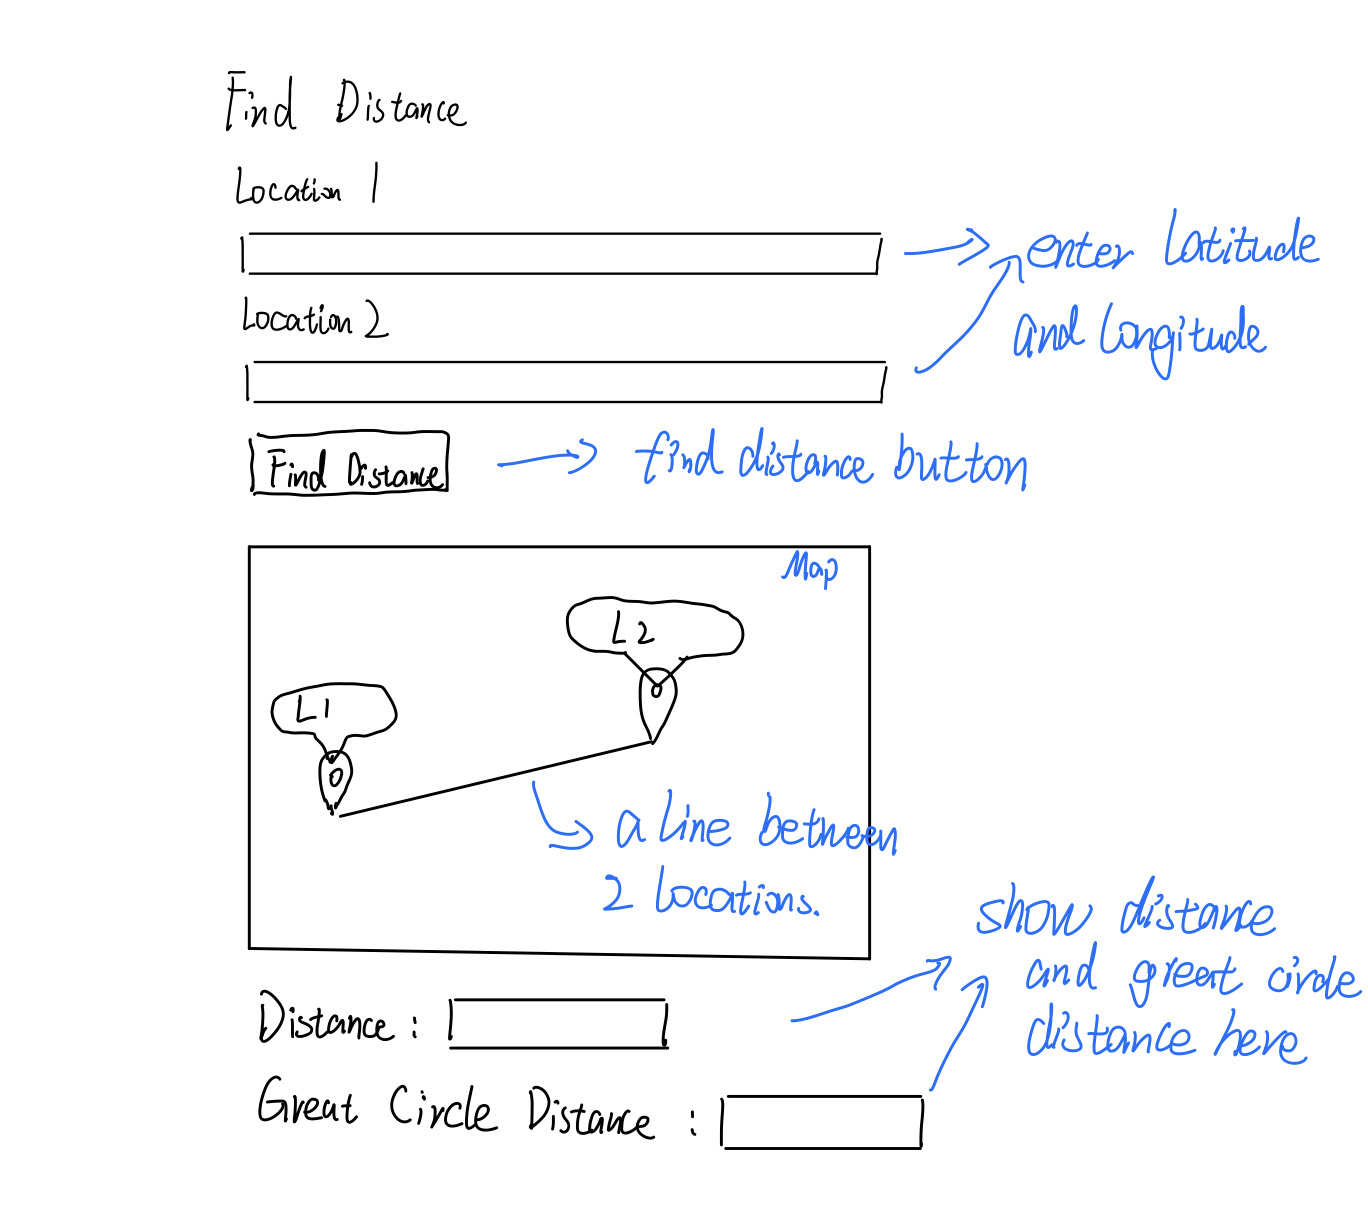 Find Distance
Location 1
enter latitude
and longitude
Location 2
Find Distance
find distance button
Map
L2
L1
a line between
2 locations.
show distance
and great circle
distance here
Distance :
Great Circle Distance :